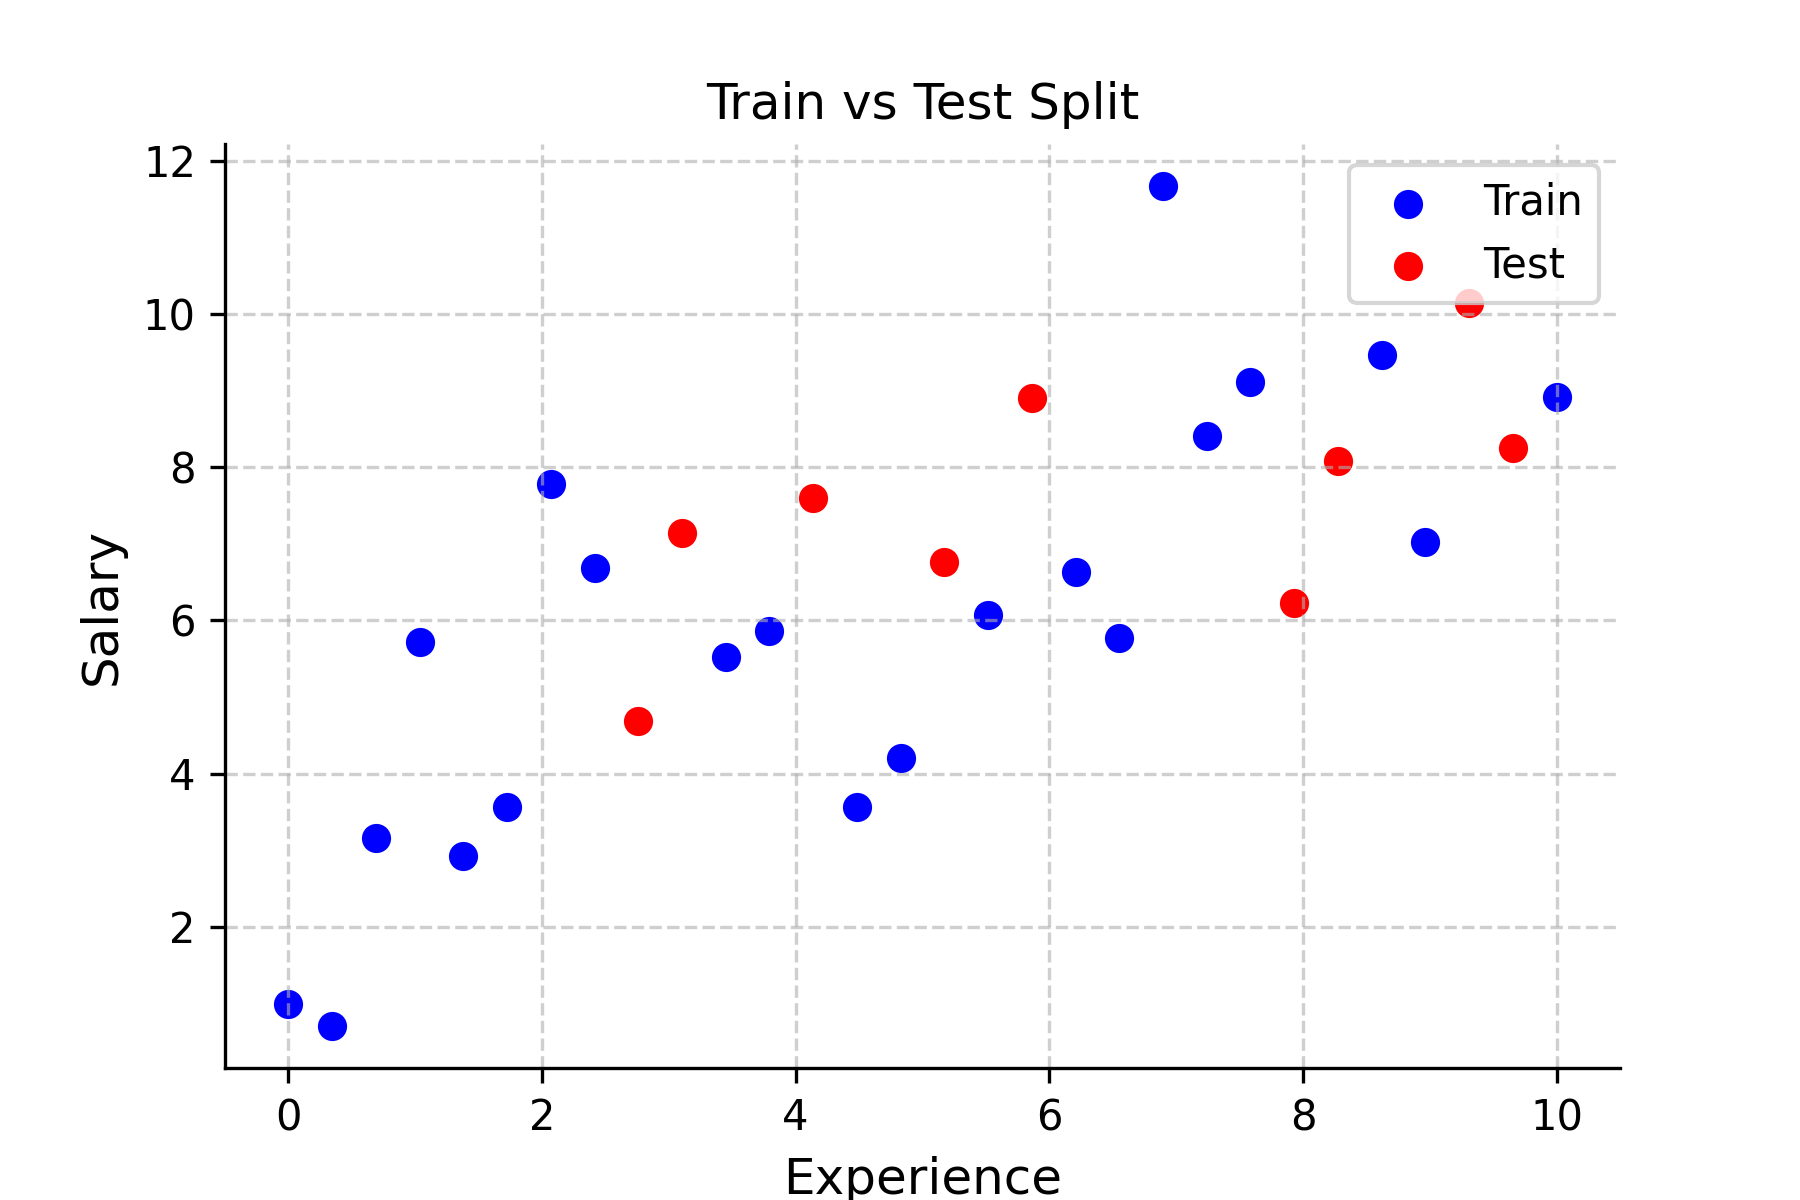 Train vs Test Split
12
10
8
6
4
2
Salary
Train
Test
0 2 4 6 8 10
Experience